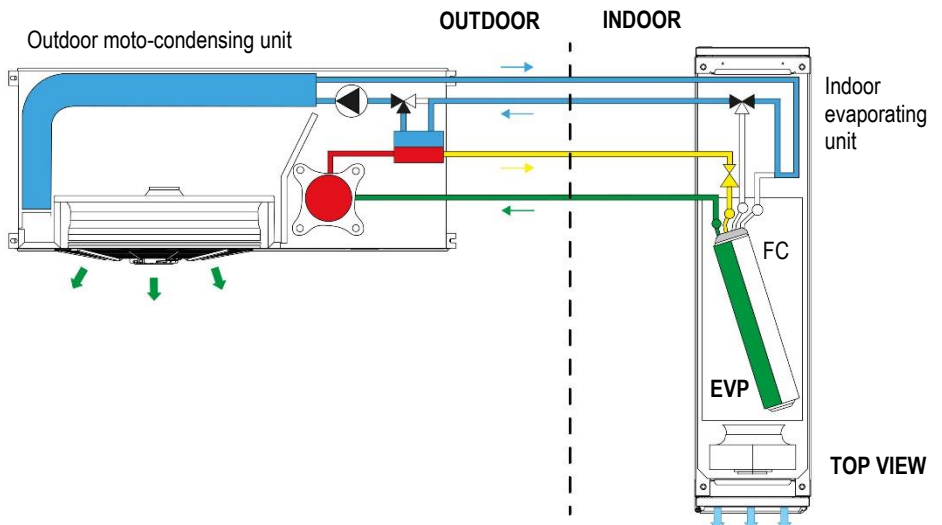 OUTDOOR INDOOR
Outdoor moto-condensing unit
Indoor
evaporating
unit
FC
EVP
TOP VIEW